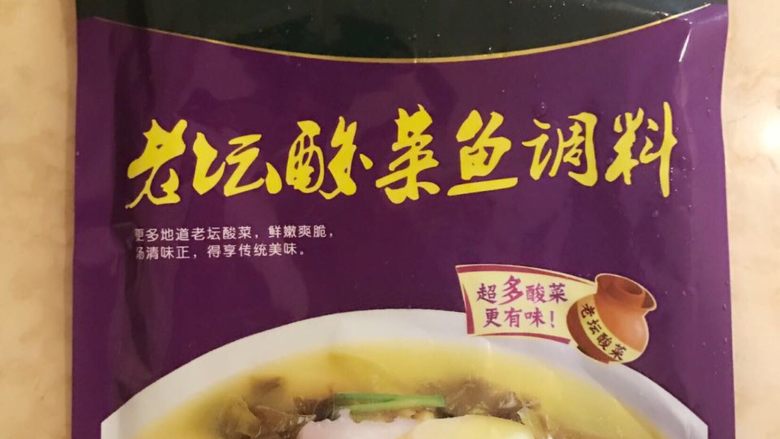 老坛酸菜鱼调料
更多地道老坛酸菜，鲜嫩爽脆，
汤清味正，得享传统美味。
超多酸菜
更有味！
老坛酸菜